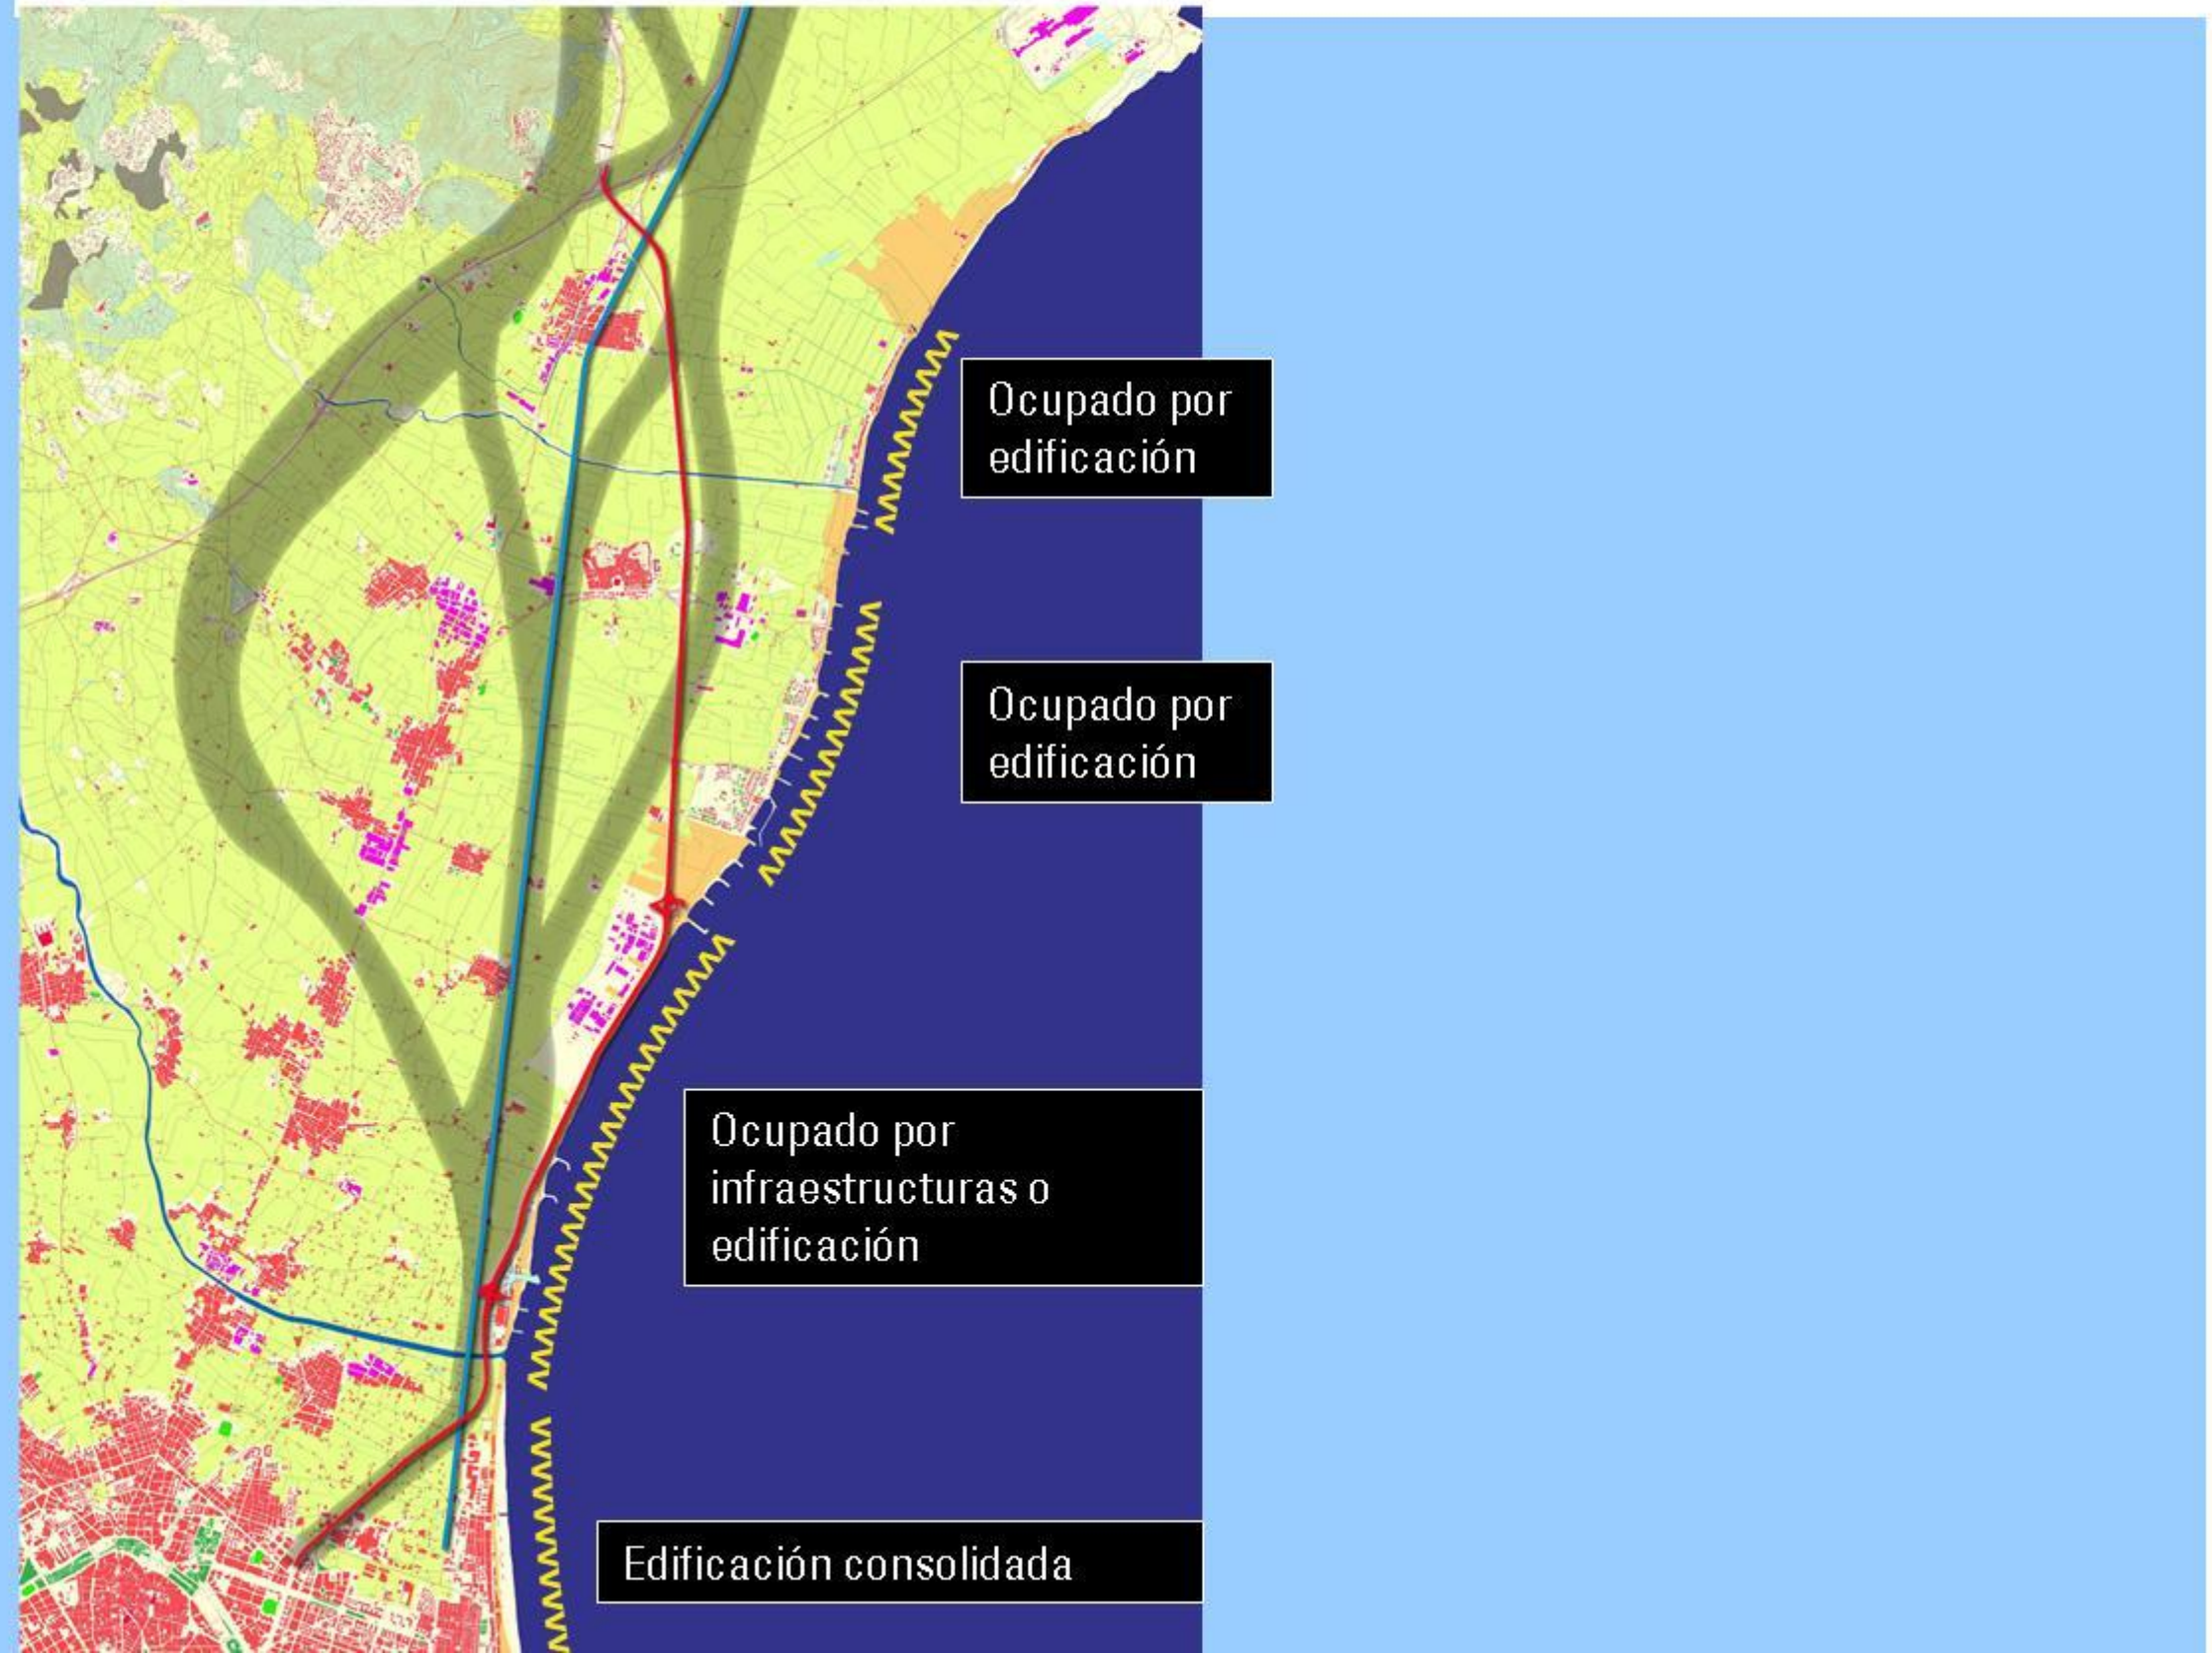 Ocupado por
edificación
Ocupado por
edificación
Ocupado por
infraestructuras o
edificación
Edificación consolidada